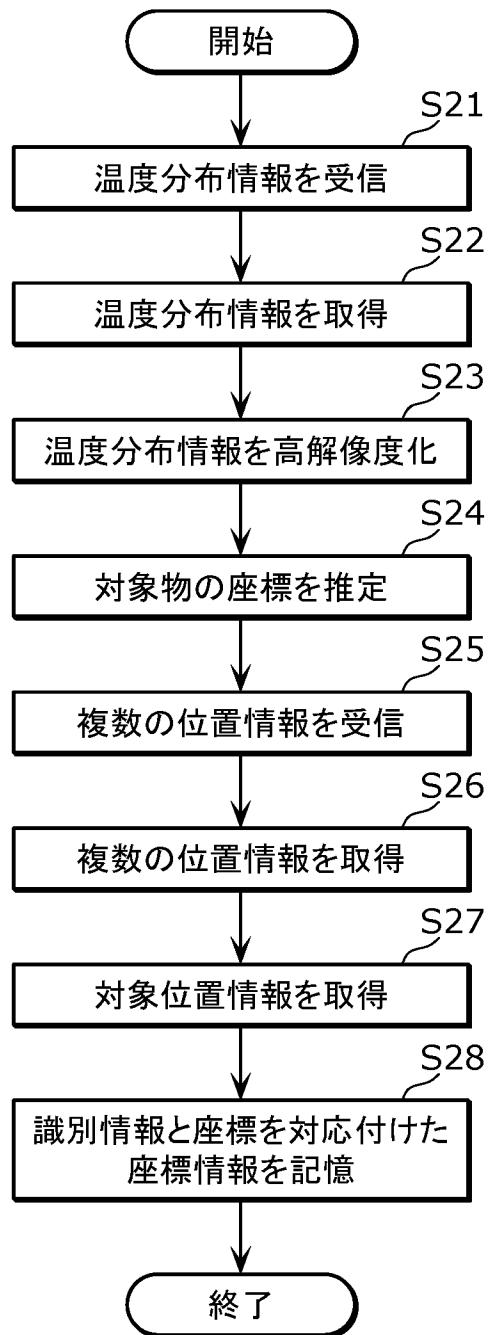 開始
S21
温度分布情報を受信
S22
温度分布情報を取得
S23
温度分布情報を高解像度化
S24
対象物の座標を推定
S25
複数の位置情報を受信
S26
複数の位置情報を取得
S27
対象位置情報を取得
S28
識別情報と座標を対応付けた
座標情報を記憶
終了